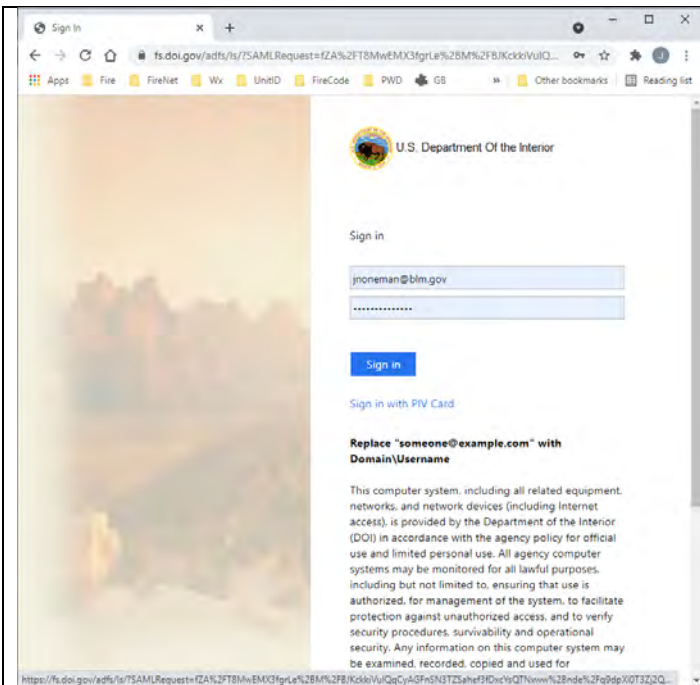 Sign In
fs.doi.gov/adfs/ls/?SAMLRequest=fZA%2FT8MwEMX3fgrLe%2BM%2FBJKckkiVulQ...
Apps Fire FireNet Wx UnitID FireCode PWD GB » Other bookmarks Reading list
U.S. Department Of the Interior
Sign in
jnoneman@blm.gov
••••••••••••••
Sign in
Sign in with PIV Card
Replace "someone@example.com" with
Domain\Username
This computer system, including all related equipment,
networks, and network devices (including Internet
access), is provided by the Department of the Interior
(DOI) in accordance with the agency policy for official
use and limited personal use. All agency computer
systems may be monitored for all lawful purposes,
including but not limited to, ensuring that use is
authorized, for management of the system, to facilitate
protection against unauthorized access, and to verify
security procedures, survivability and operational
security. Any information on this computer system may
be examined, recorded, copied and used for